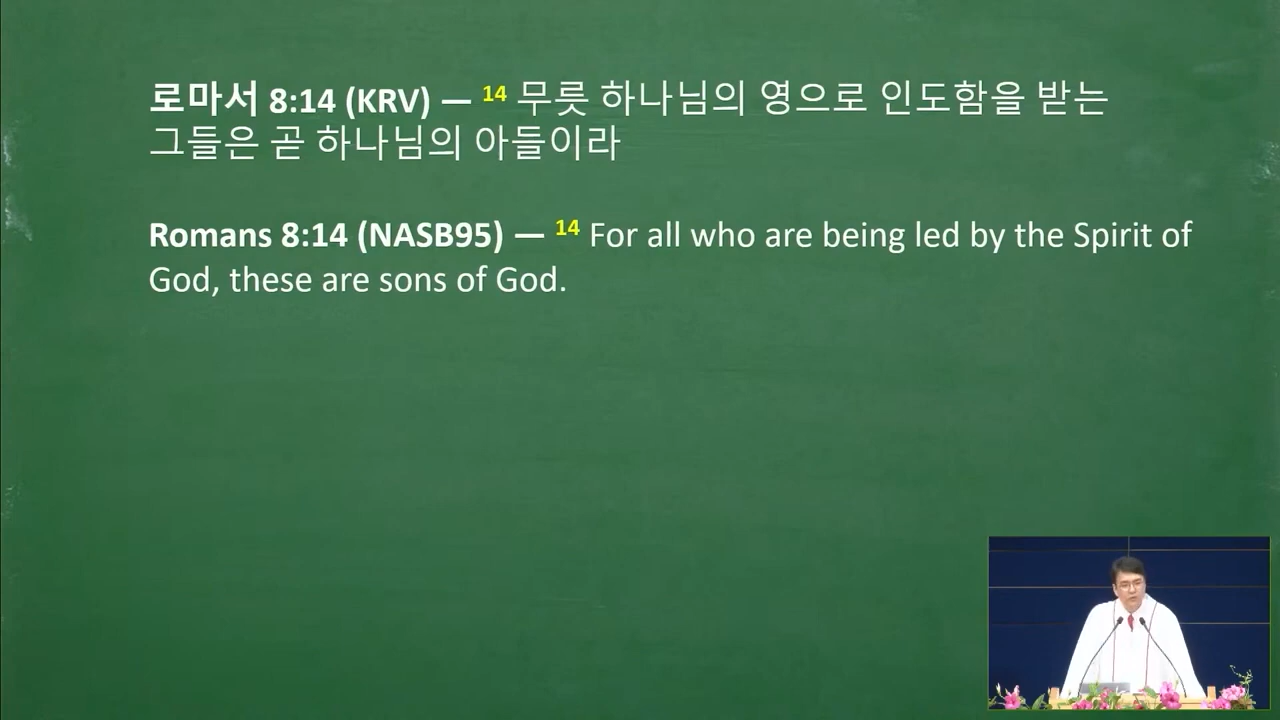 로마서 8:14 (KRV) — 14 무릇 하나님의 영으로 인도함을 받는
그들은 곧 하나님의 아들이라
Romans 8:14 (NASB95) — 14 For all who are being led by the Spirit of
God, these are sons of God.